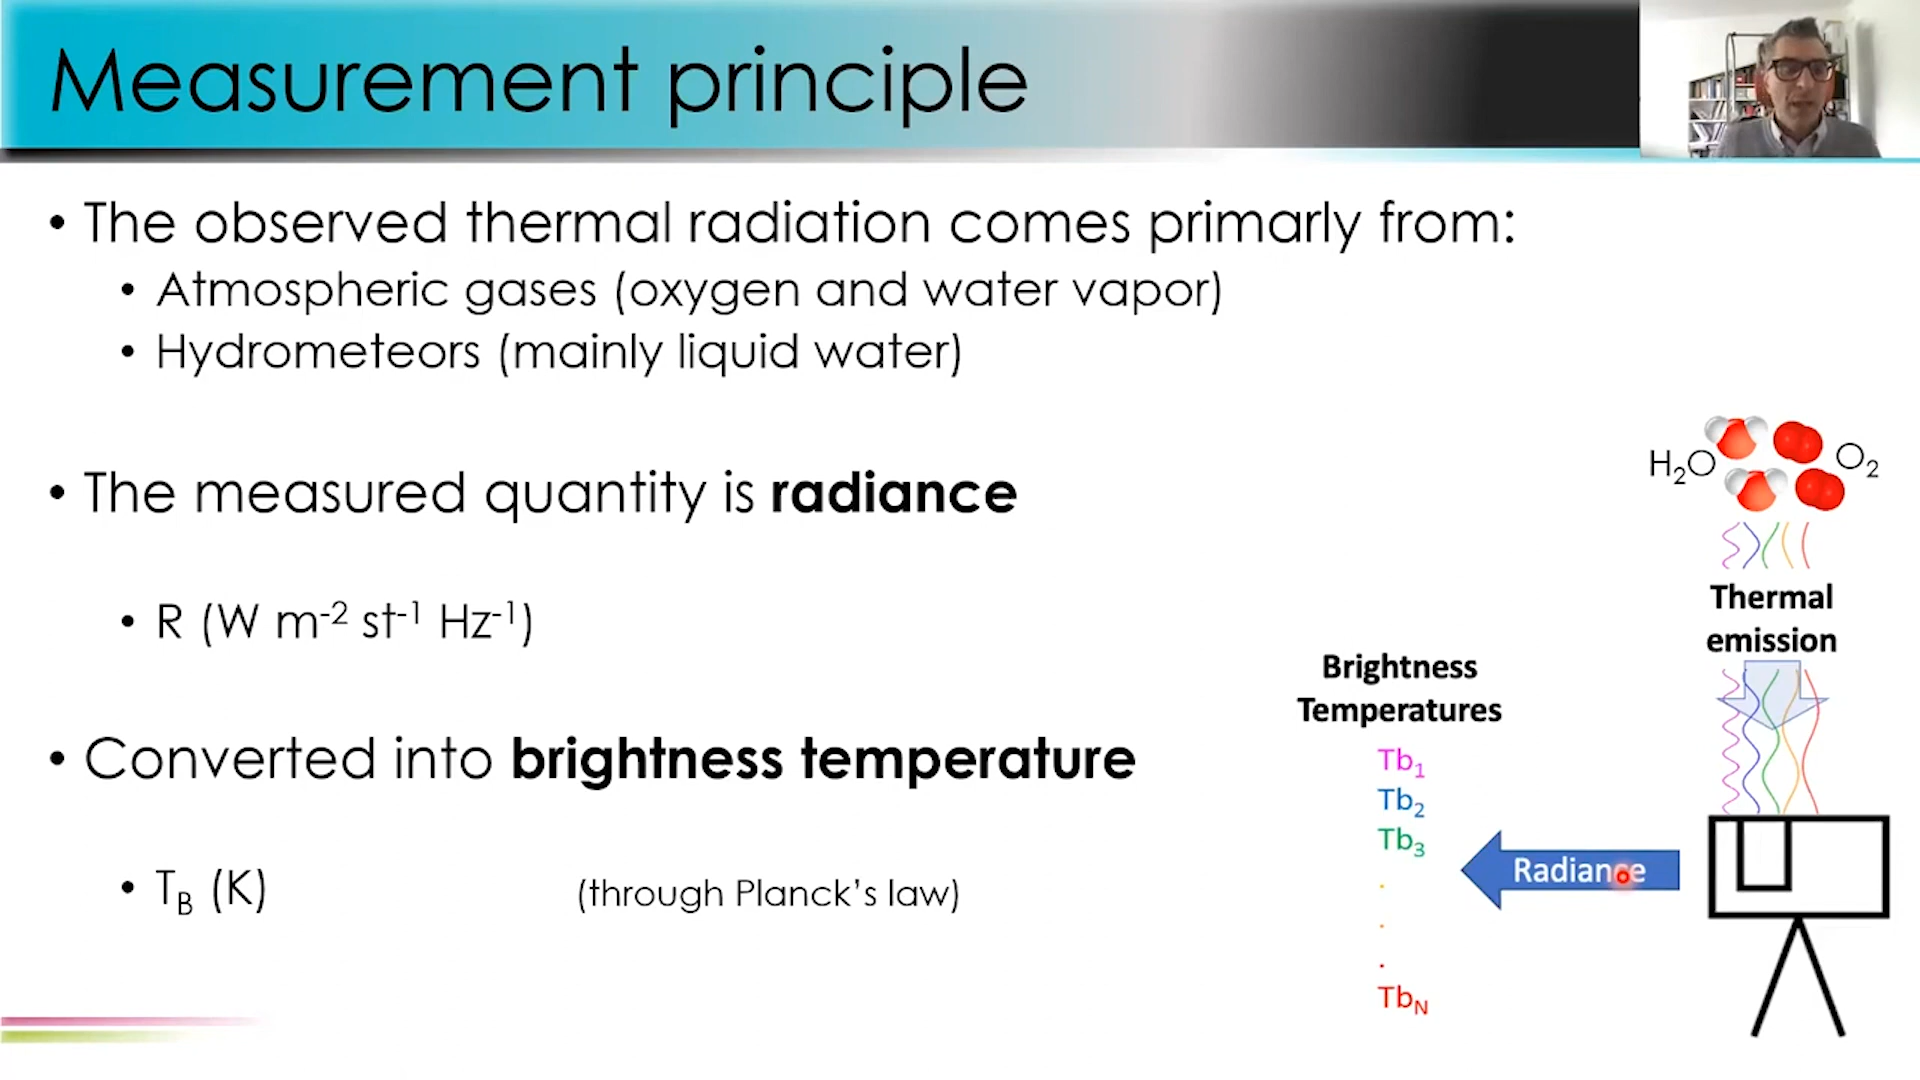 Measurement principle
• The observed thermal radiation comes primarly from:
• Atmospheric gases (oxygen and water vapor)
• Hydrometeors (mainly liquid water)
• The measured quantity is radiance
• R (W m⁻² st⁻¹ Hz⁻¹)
• Converted into brightness temperature
• T_B (K) (through Planck's law)
H₂O
O₂
Thermal
emission
Brightness
Temperatures
Tb₁
Tb₂
Tb₃
.
.
.
Tb_N
Radiance